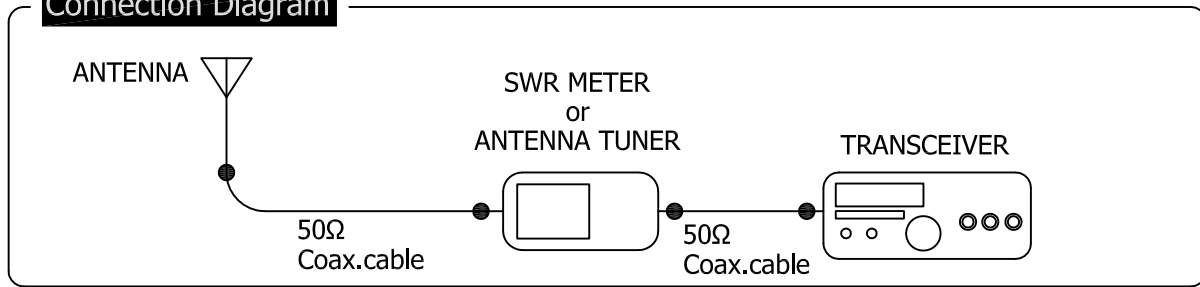 Connection Diagram
ANTENNA
SWR METER
or
ANTENNA TUNER
TRANSCEIVER
50Ω
Coax.cable
50Ω
Coax.cable